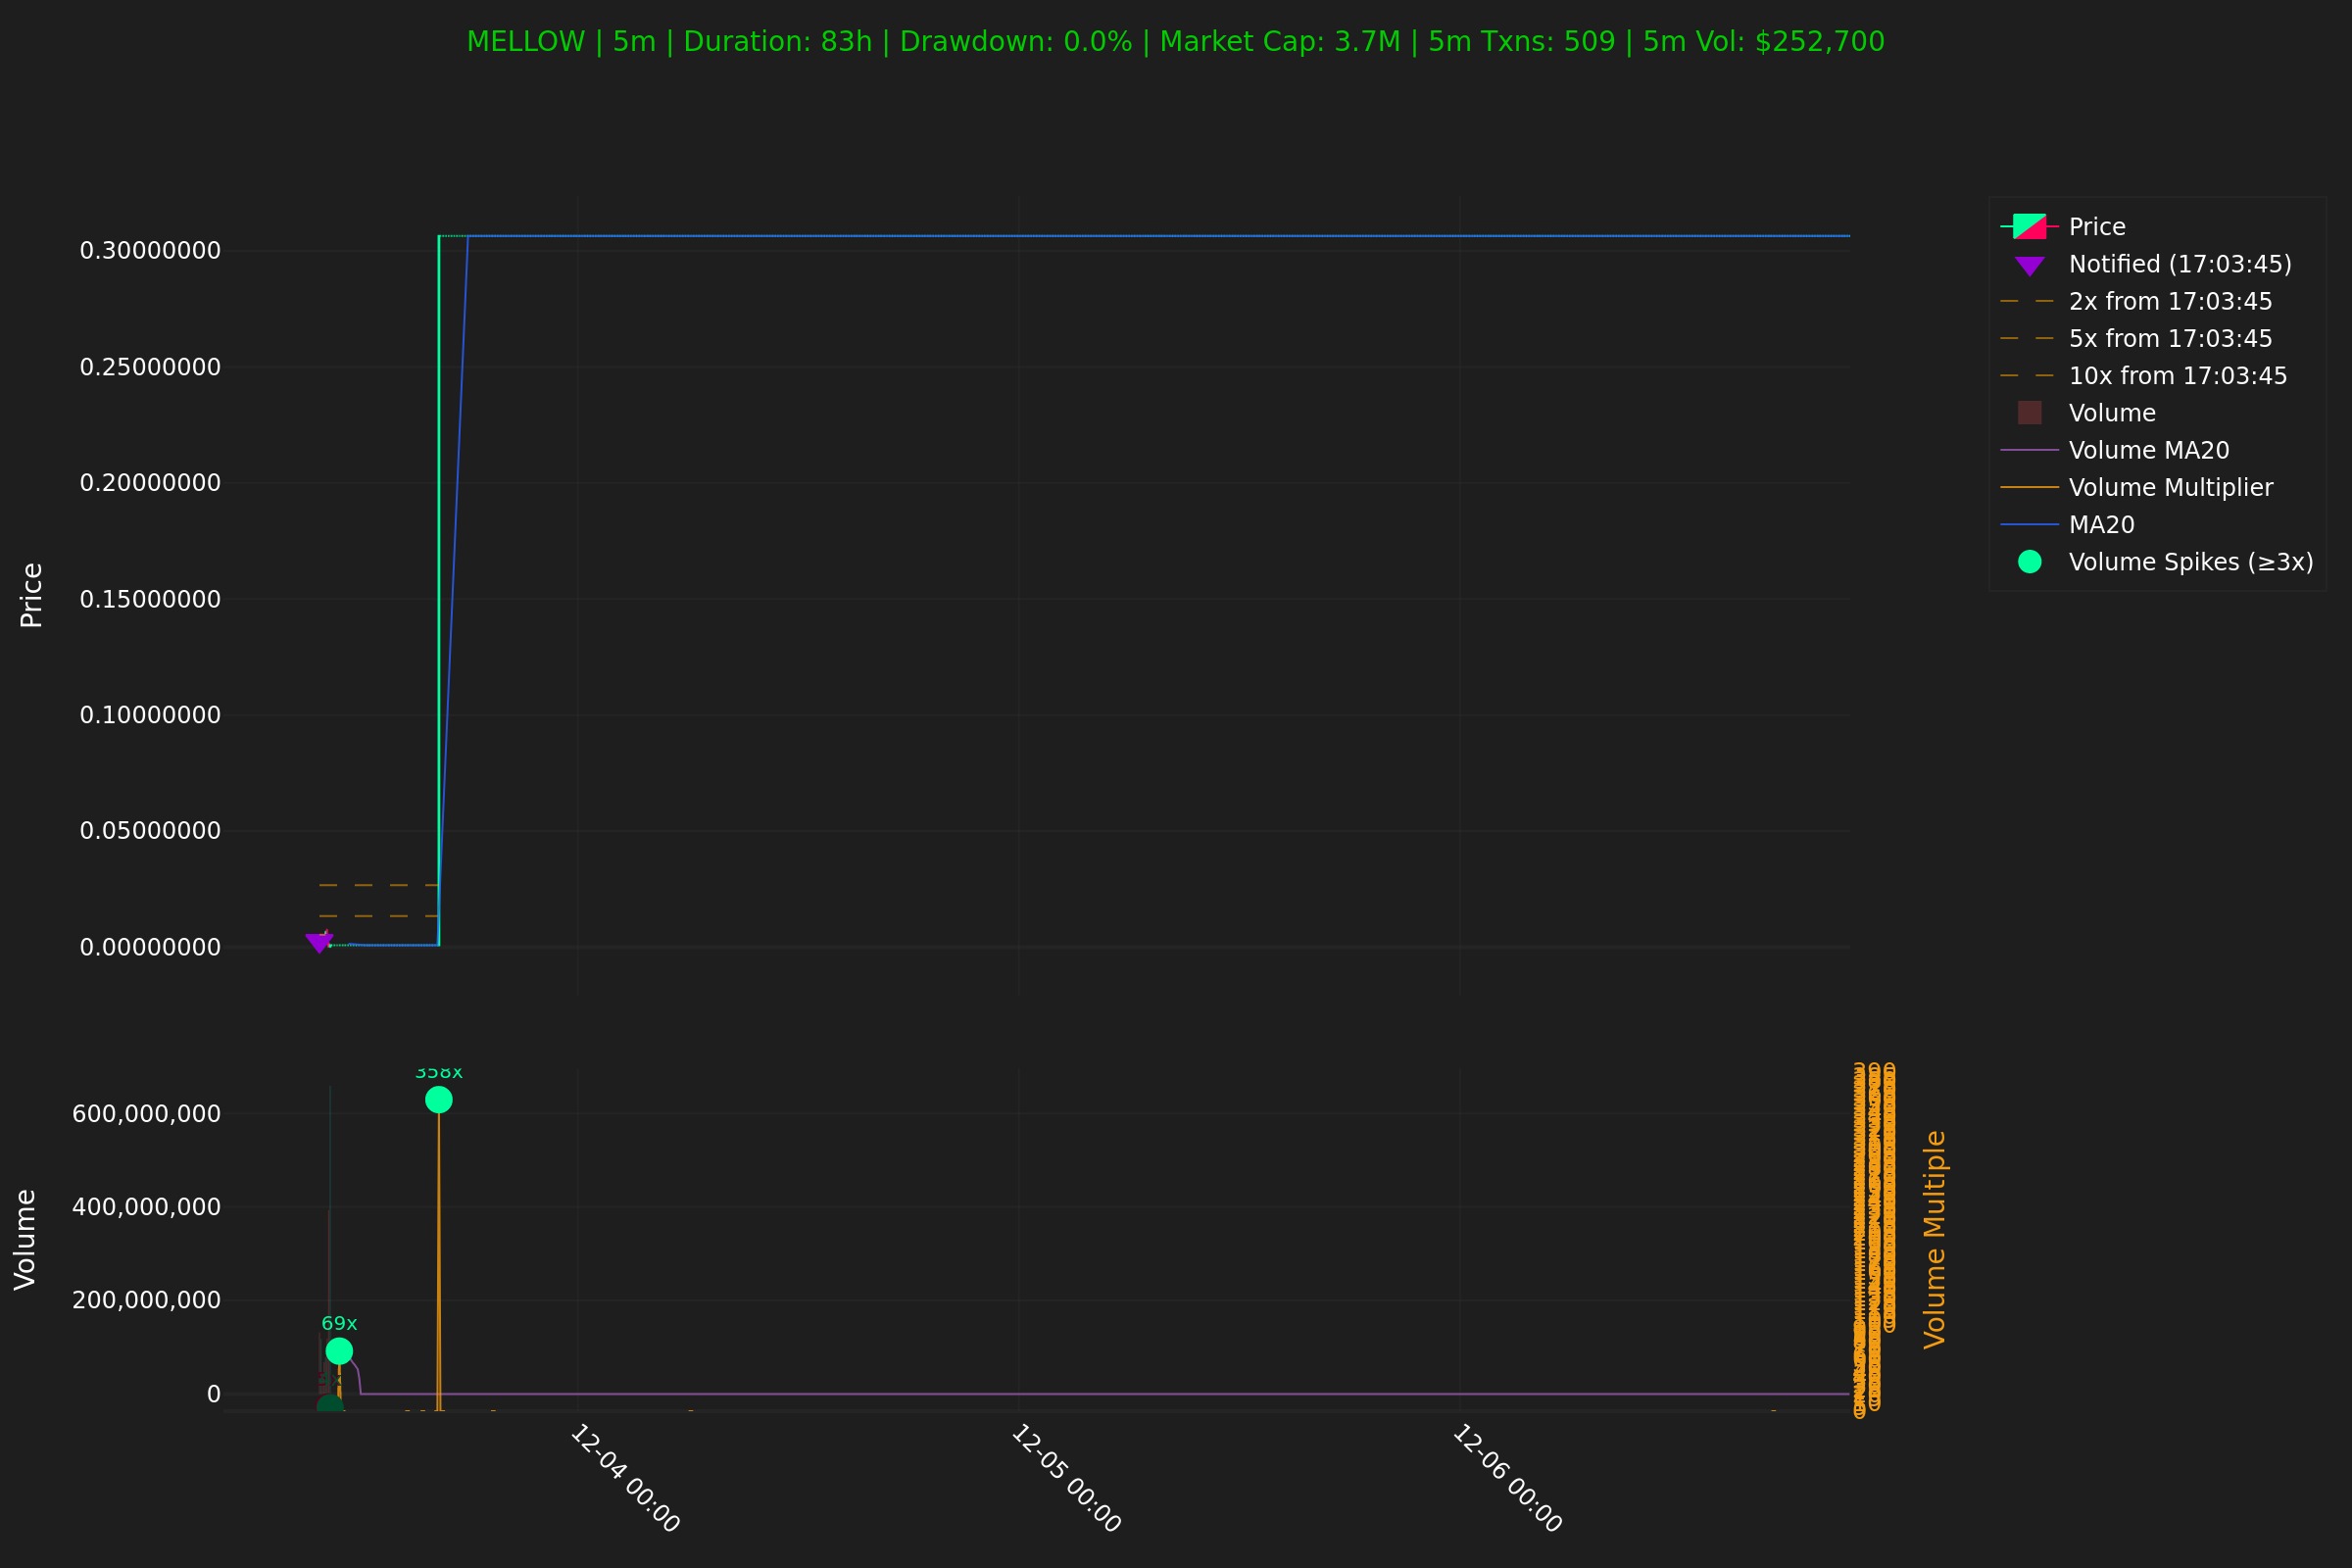 MELLOW | 5m | Duration: 83h | Drawdown: 0.0% | Market Cap: 3.7M | 5m Txns: 509 | 5m Vol: $252,700
Price
0.30000000
0.25000000
0.20000000
0.15000000
0.10000000
0.05000000
0.00000000
Price
Notified (17:03:45)
2x from 17:03:45
5x from 17:03:45
10x from 17:03:45
Volume
Volume MA20
Volume Multiplier
MA20
Volume Spikes (≥3x)
Volume
600,000,000
400,000,000
200,000,000
0
358x
69x
Volume Multiple
12-04 00:00
12-05 00:00
12-06 00:00